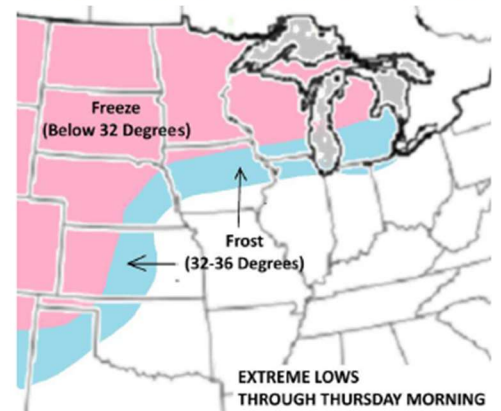 Freeze
(Below 32 Degrees)
Frost
(32-36 Degrees)
EXTREME LOWS
THROUGH THURSDAY MORNING